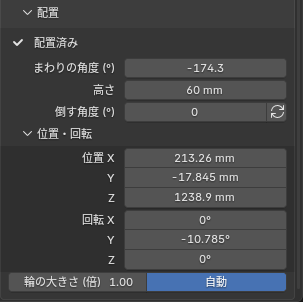 配置
配置済み
まわりの角度 (°) -174.3
高さ 60 mm
倒す角度 (°) 0
位置・回転
位置 X 213.26 mm
Y -17.845 mm
Z 1238.9 mm
回転 X 0°
Y -10.785°
Z 0°
輪の大きさ (倍) 1.00 自動